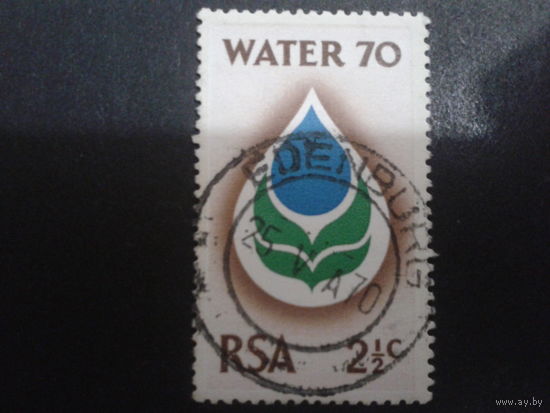 WATER 70
EDENBURG
25 V A 70
RSA 2½c
www.ay.by